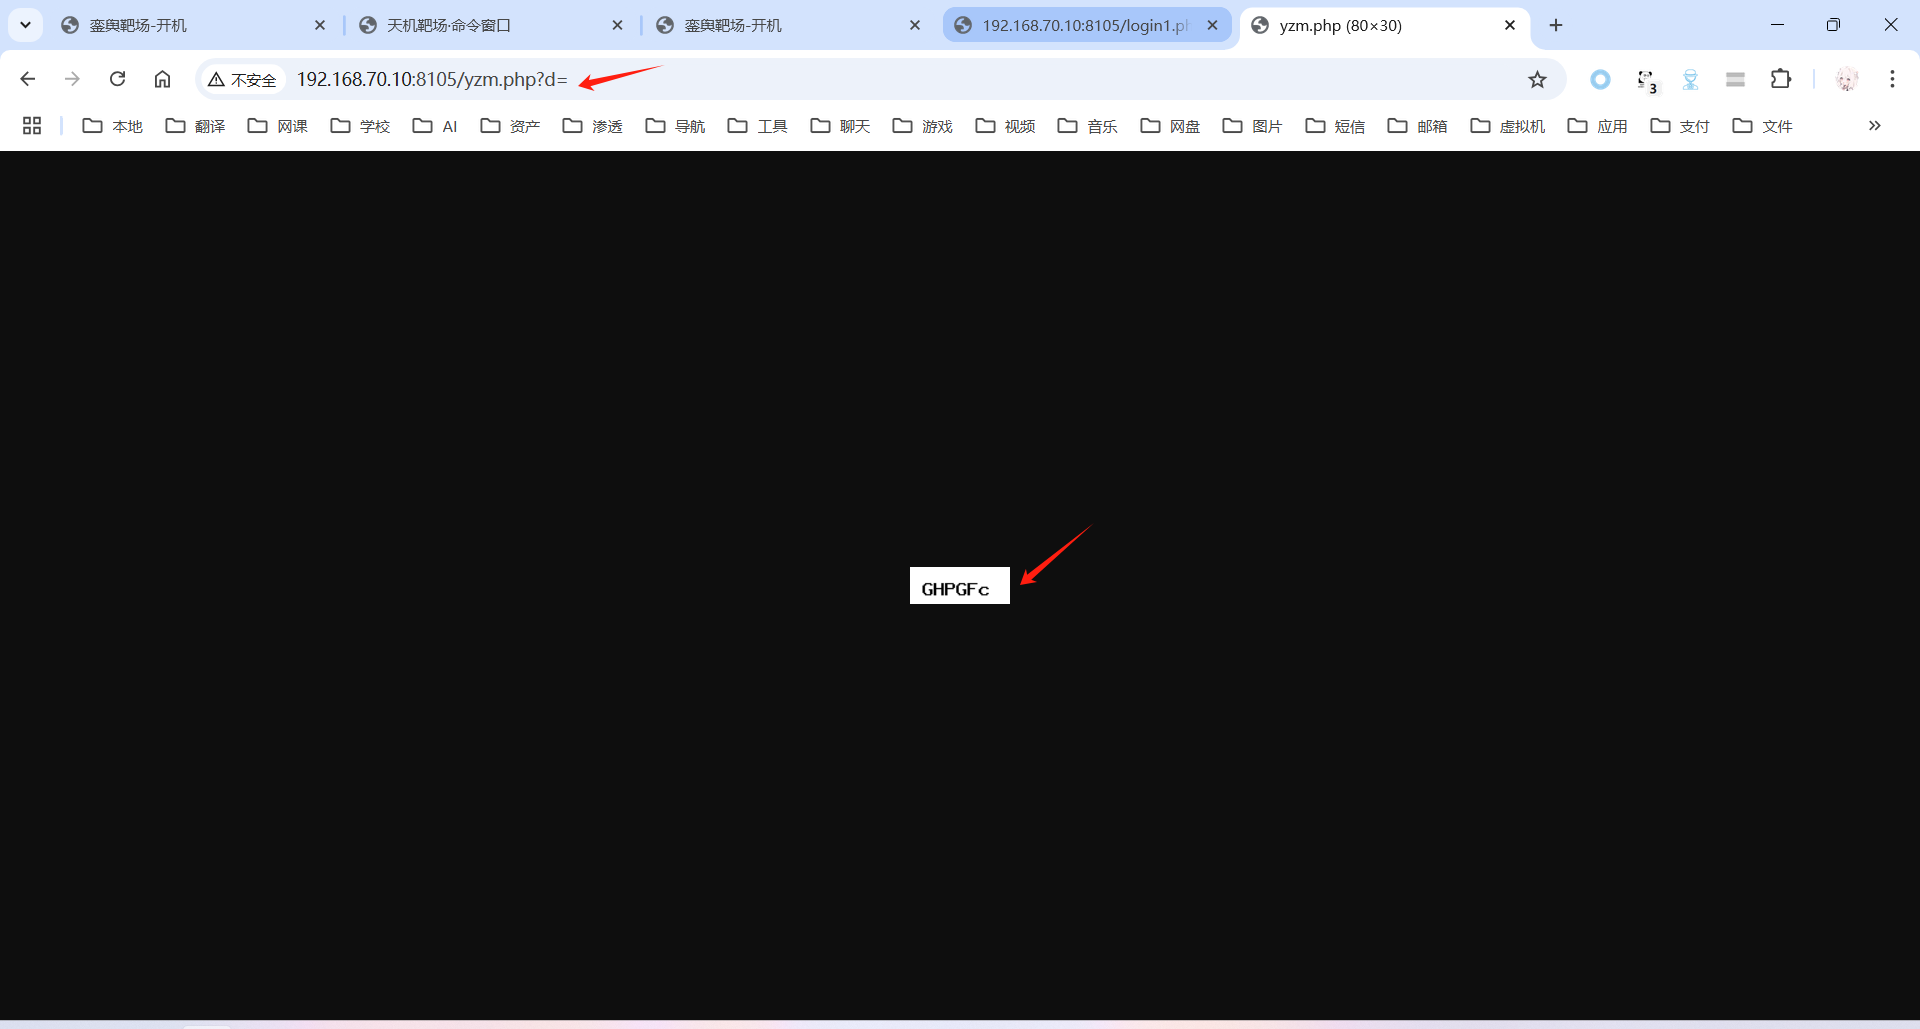 銮舆靶场-开机
天机靶场·命令窗口
銮舆靶场-开机
192.168.70.10:8105/login1.ph
yzm.php (80×30)
不安全
192.168.70.10:8105/yzm.php?d=
3
本地 翻译 网课 学校 AI 资产 渗透 导航 工具 聊天 游戏 视频 音乐 网盘 图片 短信 邮箱 虚拟机 应用 支付 文件
GHPGFc